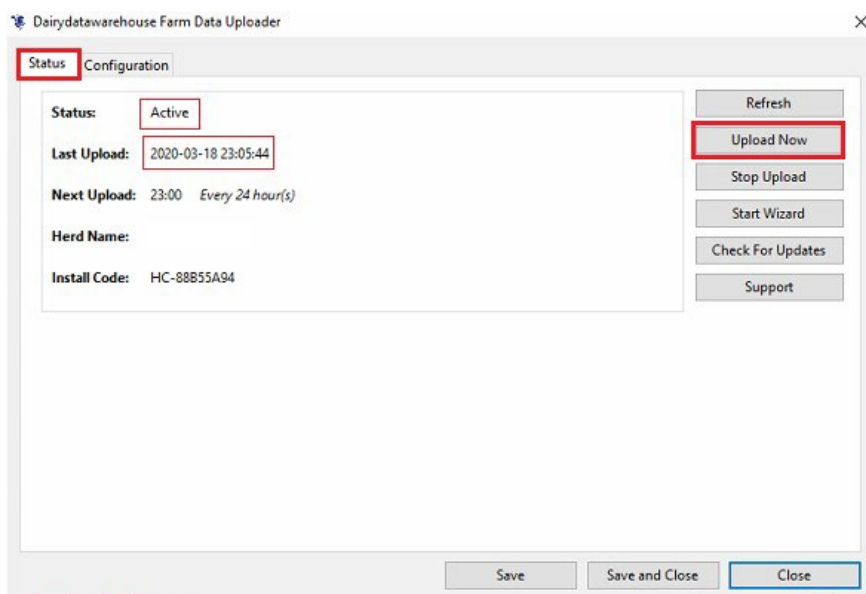 Dairydatawarehouse Farm Data Uploader
Status Configuration
Status: Active
Last Upload: 2020-03-18 23:05:44
Next Upload: 23:00 Every 24 hour(s)
Herd Name:
Install Code: HC-88B55A94
Refresh
Upload Now
Stop Upload
Start Wizard
Check For Updates
Support
Save Save and Close Close